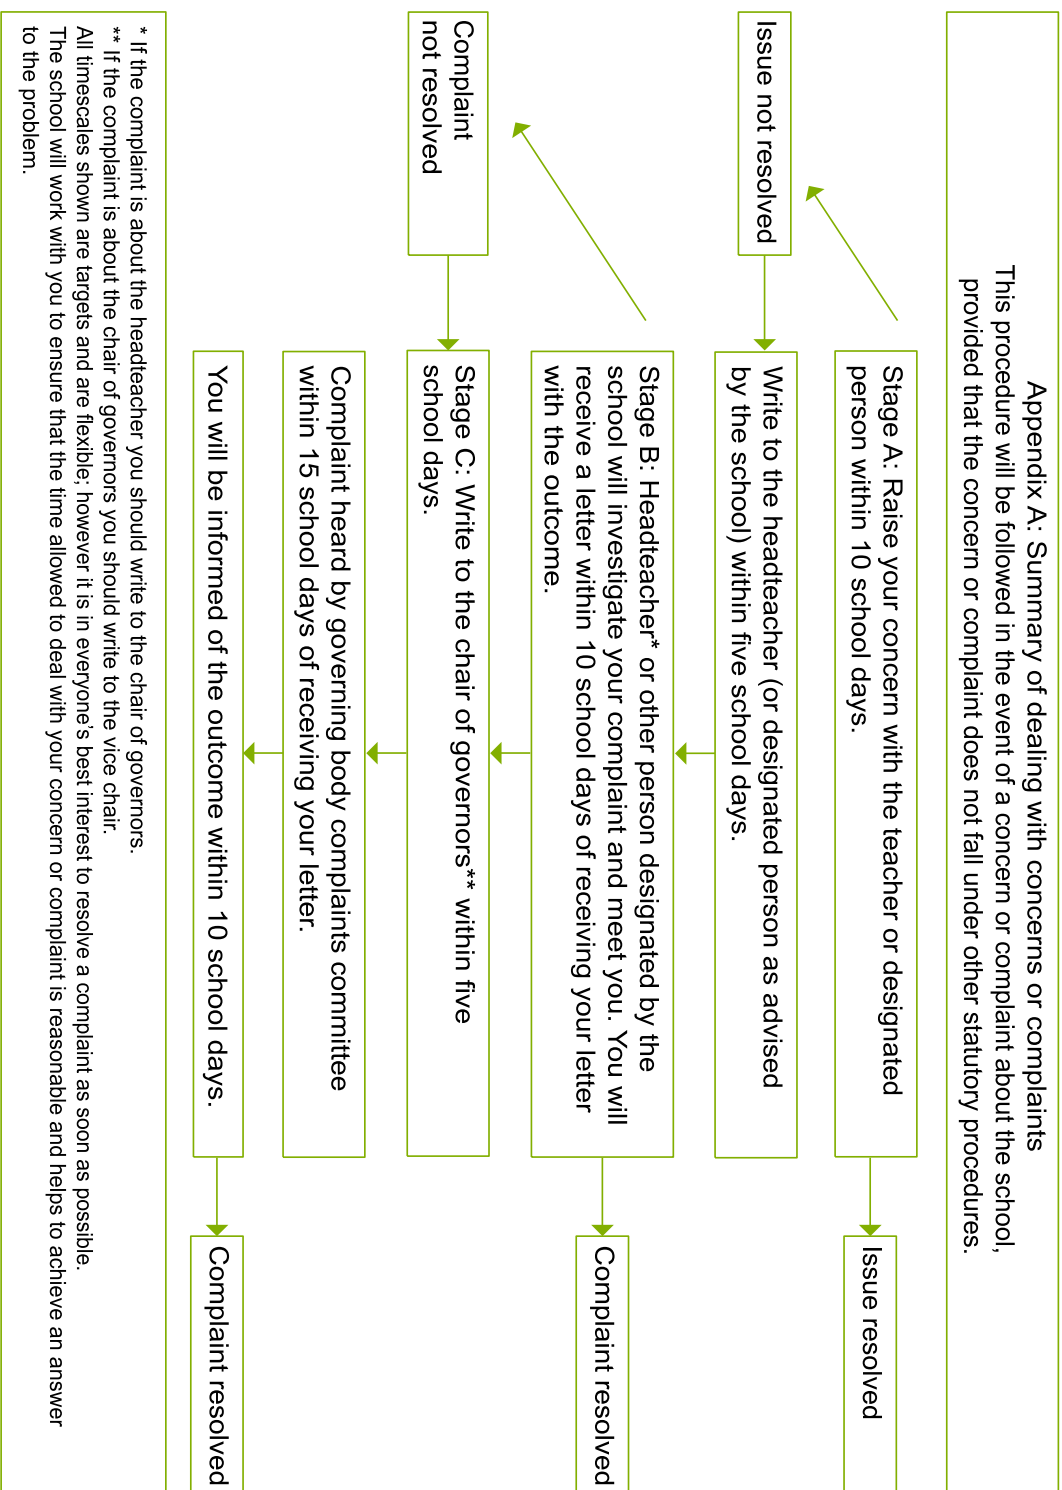 Appendix A: Summary of dealing with concerns or complaints
This procedure will be followed in the event of a concern or complaint about the school,
provided that the concern or complaint does not fall under other statutory procedures.
Stage A: Raise your concern with the teacher or designated
person within 10 school days.
Issue resolved
Issue not resolved
Write to the headteacher (or designated person as advised
by the school) within five school days.
Stage B: Headteacher* or other person designated by the
school will investigate your complaint and meet you. You will
receive a letter within 10 school days of receiving your letter
with the outcome.
Complaint resolved
Complaint
not resolved
Stage C: Write to the chair of governors** within five
school days.
Complaint heard by governing body complaints committee
within 15 school days of receiving your letter.
You will be informed of the outcome within 10 school days.
Complaint resolved
* If the complaint is about the headteacher you should write to the chair of governors.
** If the complaint is about the chair of governors you should write to the vice chair.
All timescales shown are targets and are flexible; however it is in everyone’s best interest to resolve a complaint as soon as possible.
The school will work with you to ensure that the time allowed to deal with your concern or complaint is reasonable and helps to achieve an answer
to the problem.